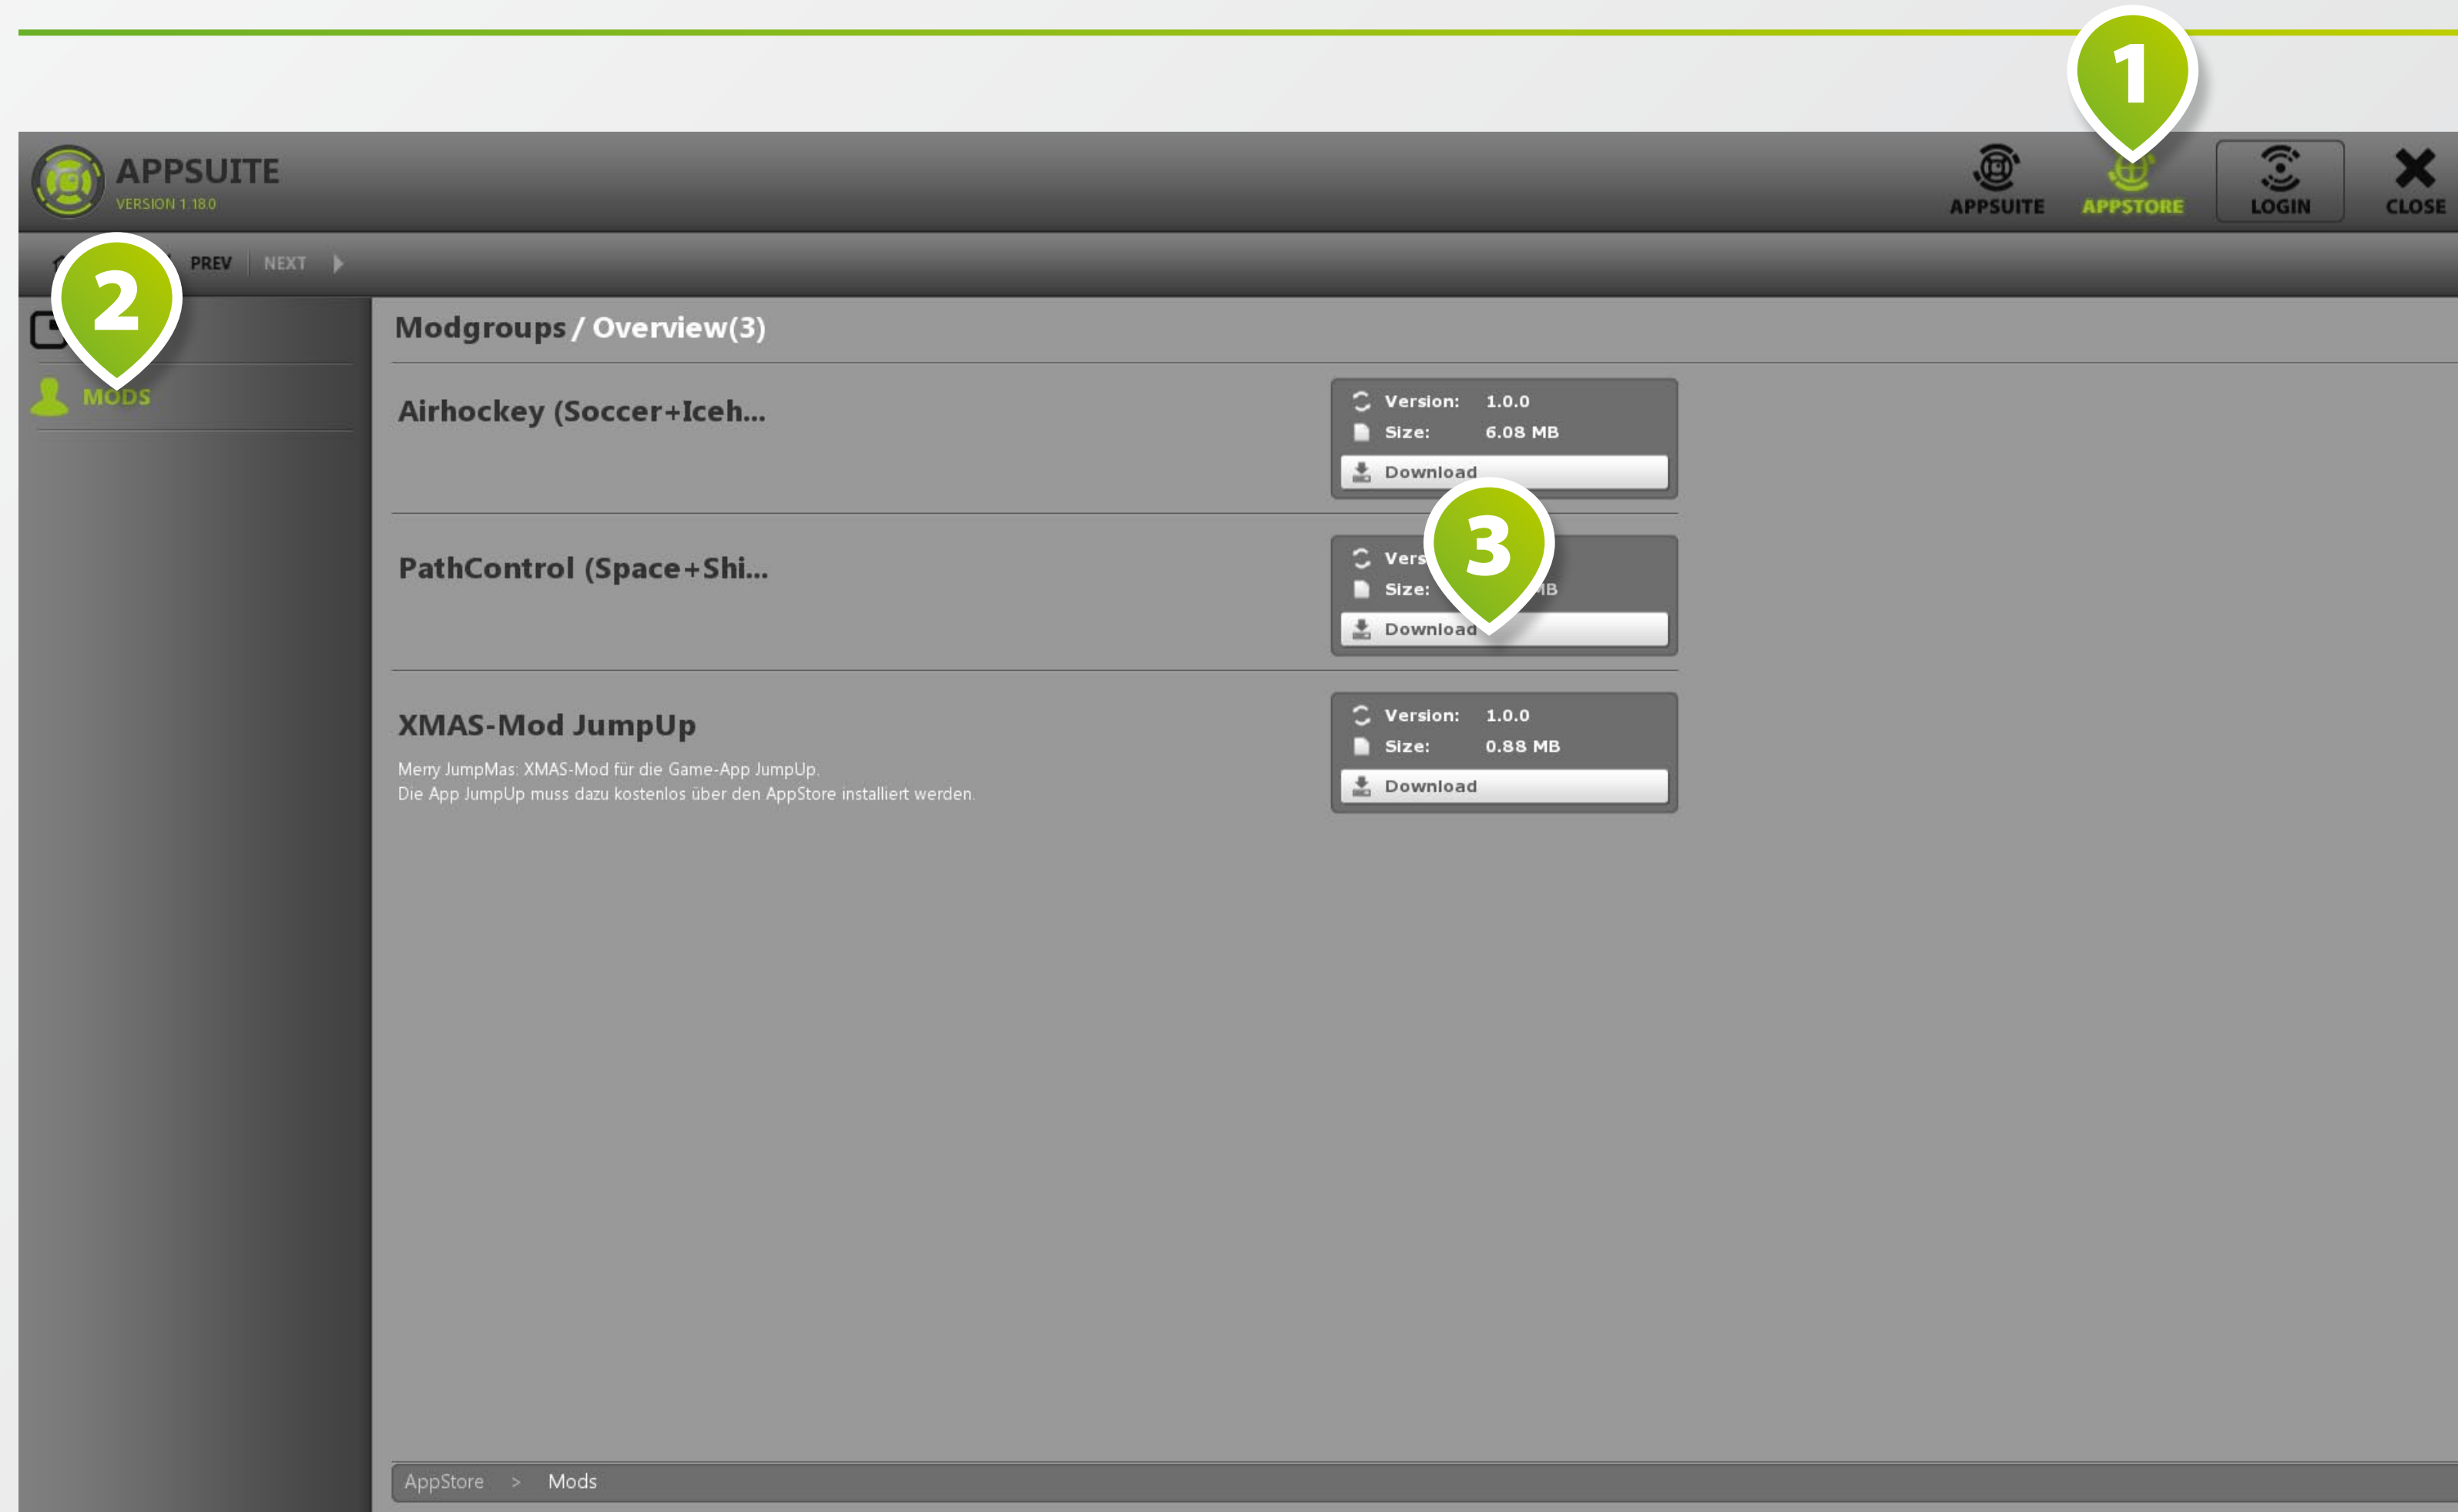 1
APPSUITE
VERSION 1.18.0
APPSUITE
APPSTORE
LOGIN
CLOSE
2
PREV
NEXT
Modgroups / Overview(3)
MODS
Airhockey (Soccer+Iceh...
Version: 1.0.0
Size: 6.08 MB
Download
3
PathControl (Space+Shi...
Size:
Download
XMAS-Mod JumpUp
Merry JumpMas: XMAS-Mod für die Game-App JumpUp.
Die App JumpUp muss dazu kostenlos über den AppStore installiert werden.
Version: 1.0.0
Size: 0.88 MB
Download
AppStore > Mods